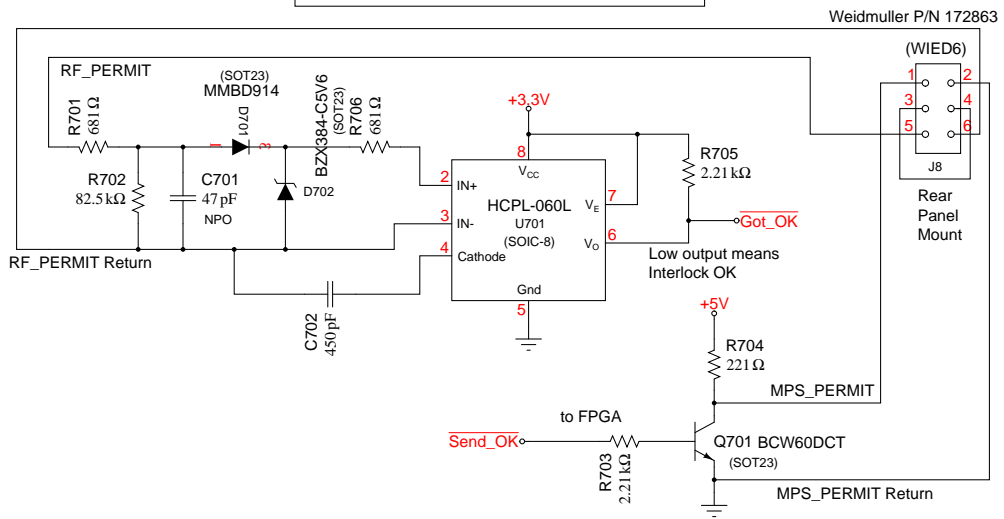 Weidmuller P/N 172863
(WIED6)
1
2
3
4
5
6
J8
Rear
Panel
Mount
RF_PERMIT
R701
681Ω
R702
82.5kΩ
C701
47pF
NPO
(SOT23)
MMBD914
D701
1
3
BZX384-C5V6
(SOT23)
D702
R706
681Ω
+3.3V
8
VCC
2
IN+
3
IN-
4
Cathode
HCPL-060L
U701
(SOIC-8)
VE
7
VO
6
Gnd
5
R705
2.21kΩ
Got_OK
Low output means
Interlock OK
RF_PERMIT Return
C702
450pF
+5V
R704
221Ω
MPS_PERMIT
to FPGA
Send_OK
R703
2.21kΩ
Q701 BCW60DCT
(SOT23)
MPS_PERMIT Return